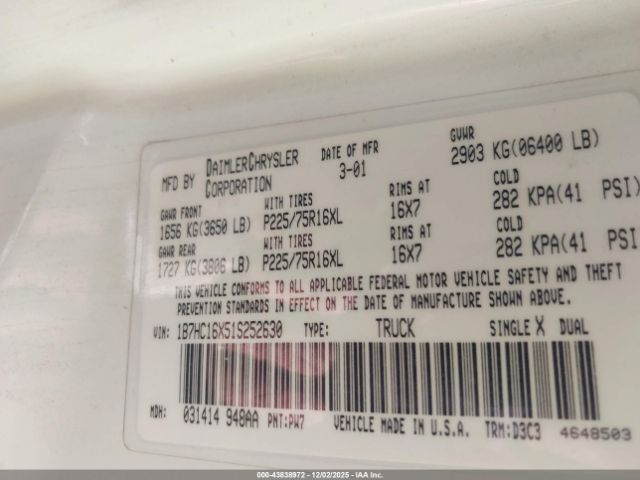 MFD BY DAIMLERCHRYSLER CORPORATION
DATE OF MFR 3-01
GVWR 2903 KG(06400 LB)
GAWR FRONT WITH TIRES RIMS AT COLD
1656 KG(3650 LB) P225/75R16XL 16X7 282 KPA(41 PSI)
GAWR REAR WITH TIRES RIMS AT COLD
1727 KG(3806 LB) P225/75R16XL 16X7 282 KPA(41 PSI
THIS VEHICLE CONFORMS TO ALL APPLICABLE FEDERAL MOTOR VEHICLE SAFETY AND THEFT
PREVENTION STANDARDS IN EFFECT ON THE DATE OF MANUFACTURE SHOWN ABOVE.
VIN: 1B7HC16X51S252630 TYPE: TRUCK SINGLE X DUAL
MDH: 031414 948AA PNT:PW7 VEHICLE MADE IN U.S.A. TRM:D3C3 4648503
000-43838972 - 12/02/2025 - IAA Inc.